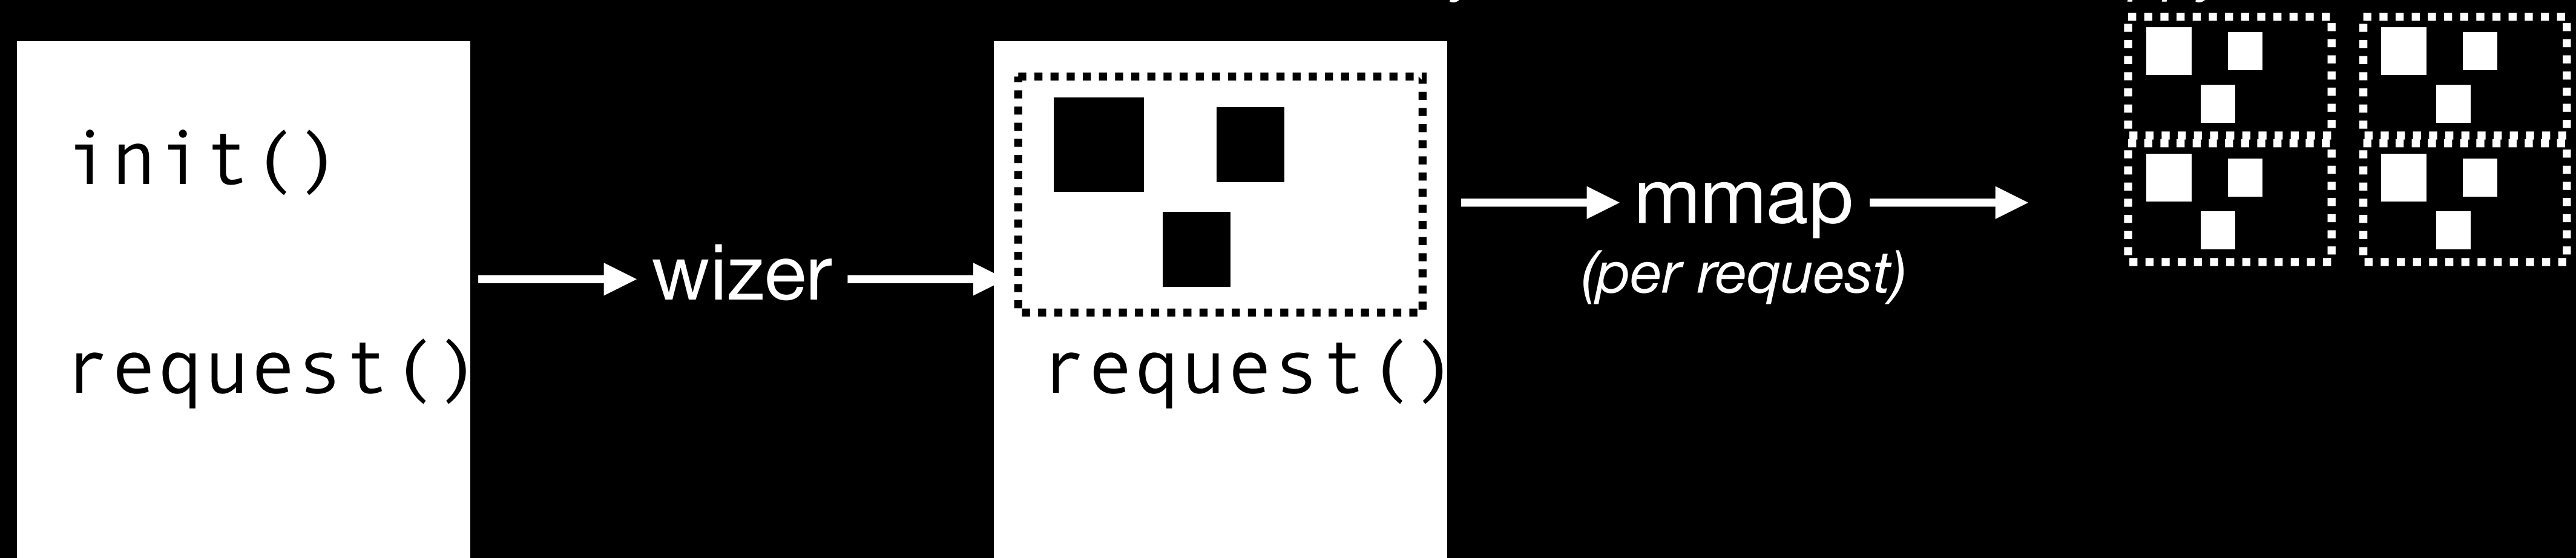 init()
request()
wizer
request()
mmap
(per request)